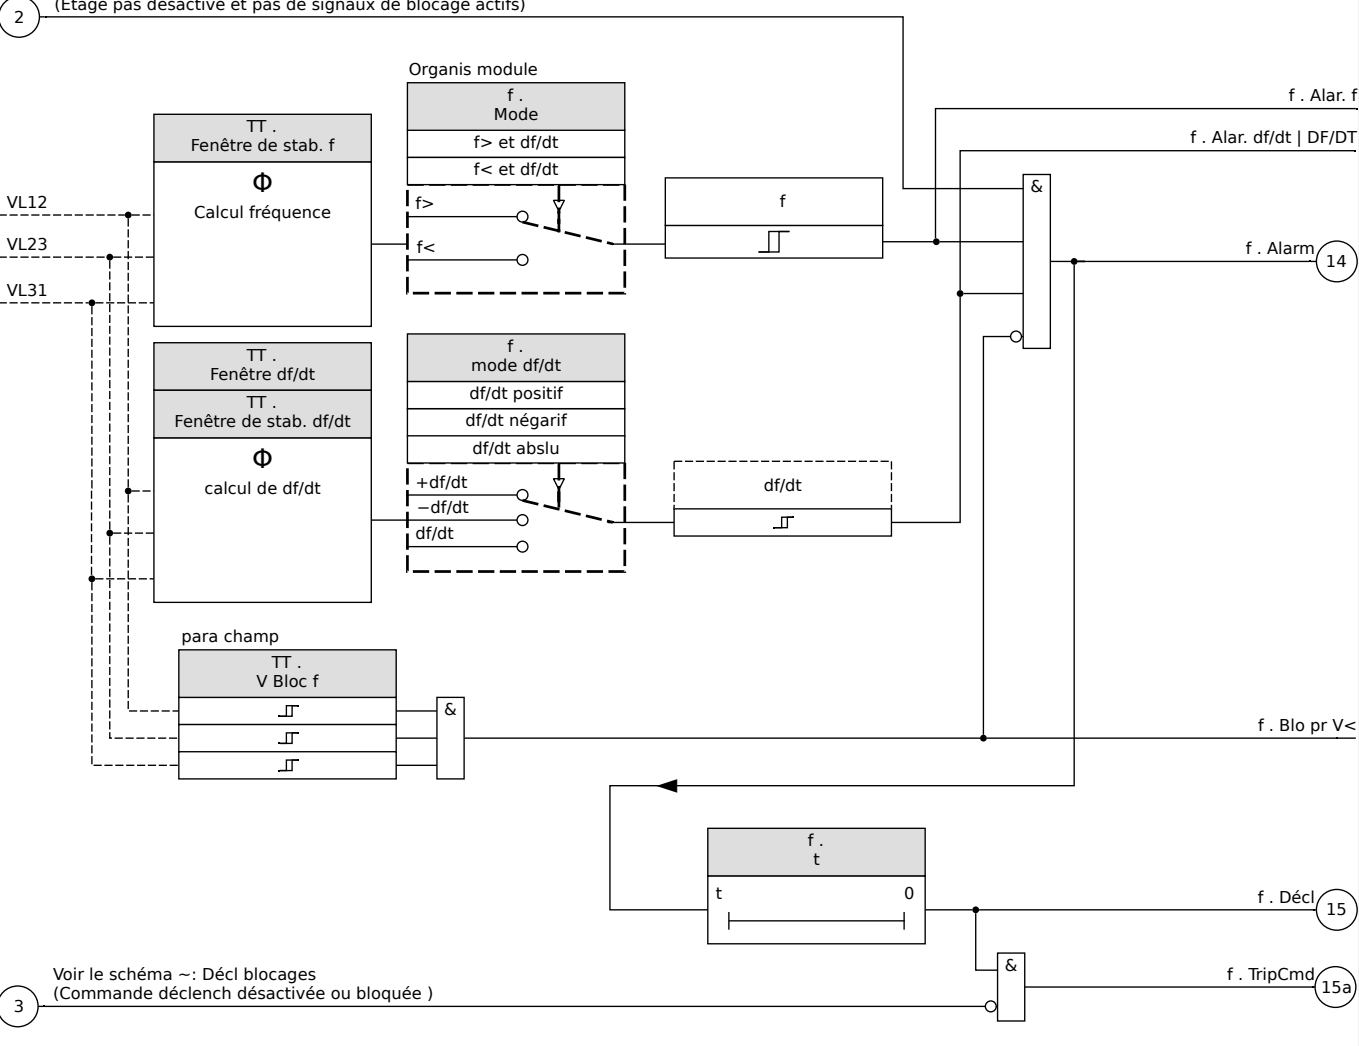 (Etage pas désactivé et pas de signaux de blocage actifs)
2
Organis module
f .
Mode
f> et df/dt
f< et df/dt
f>
f<
TT .
Fenêtre de stab. f
Φ
Calcul fréquence
VL12
VL23
VL31
f
f . Alar. f
f . Alar. df/dt | DF/DT
&
f . Alarm
14
TT .
Fenêtre df/dt
TT .
Fenêtre de stab. df/dt
Φ
calcul de df/dt
f .
mode df/dt
df/dt positif
df/dt négarif
df/dt abslu
+df/dt
−df/dt
df/dt
df/dt
para champ
TT .
V Bloc f
&
f . Blo pr V<
f .
t
t 0
f . Décl
15
&
f . TripCmd
15a
Voir le schéma ~: Décl blocages
(Commande déclench désactivée ou bloquée )
3